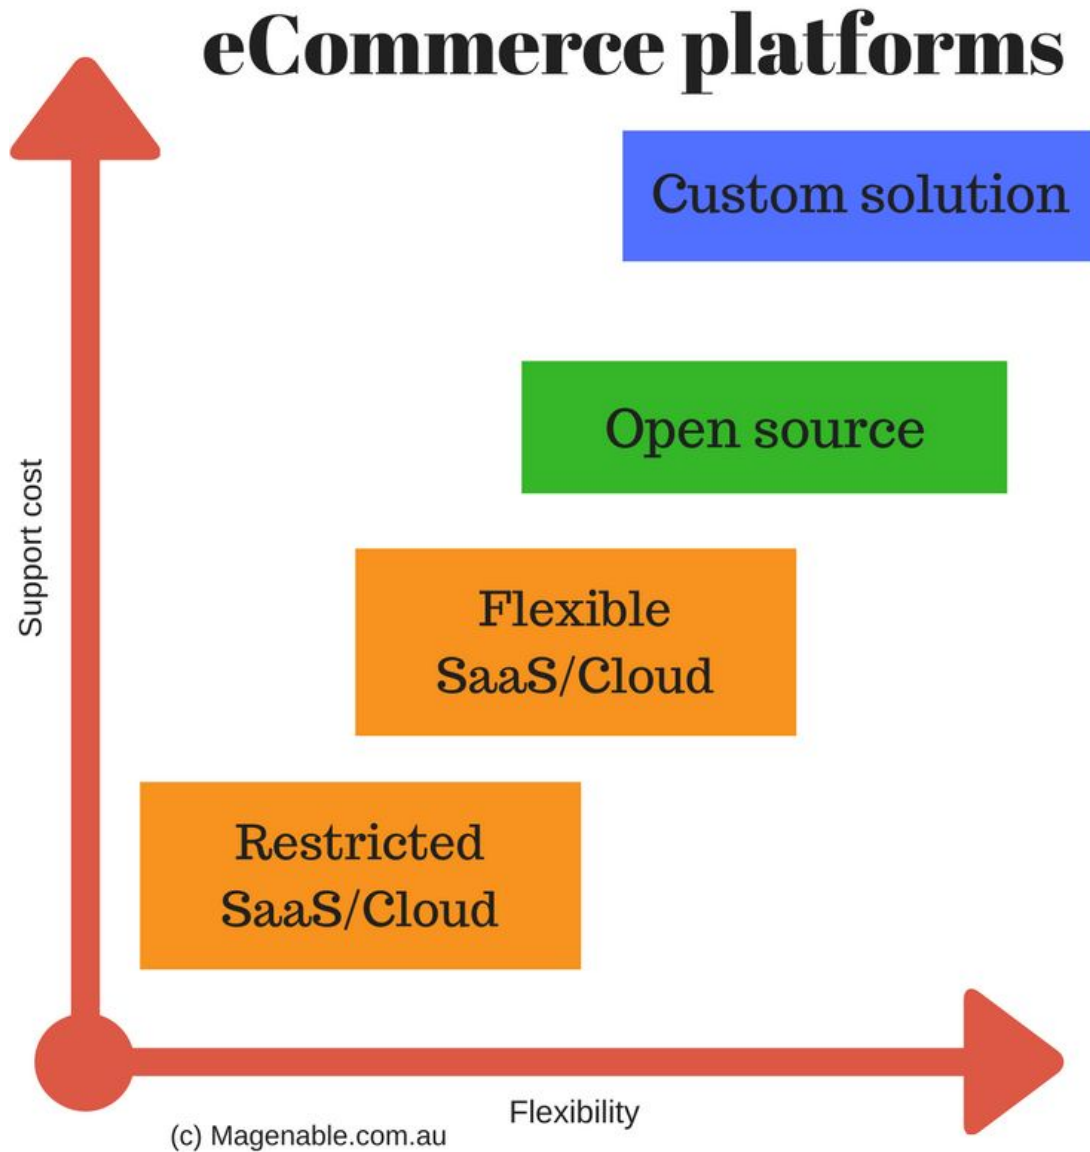 eCommerce platforms
Custom solution
Open source
Flexible
SaaS/Cloud
Restricted
SaaS/Cloud
Support cost
Flexibility
(c) Magenable.com.au